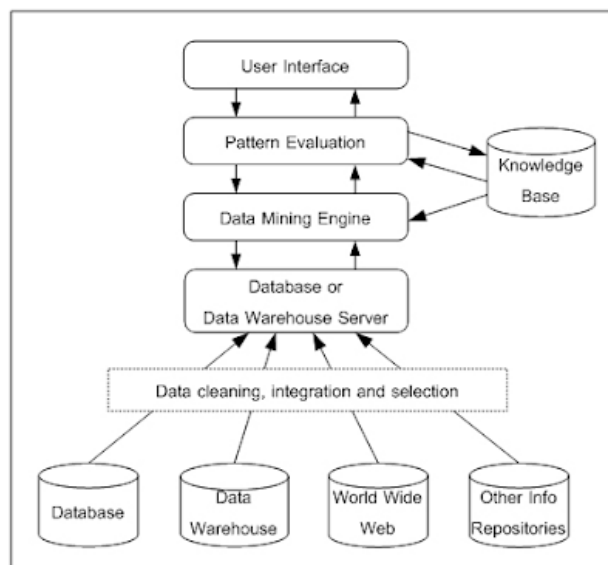 User Interface
Pattern Evaluation
Knowledge
Base
Data Mining Engine
Database or
Data Warehouse Server
Data cleaning, integration and selection
Database
Data
Warehouse
World Wide
Web
Other Info
Repositories